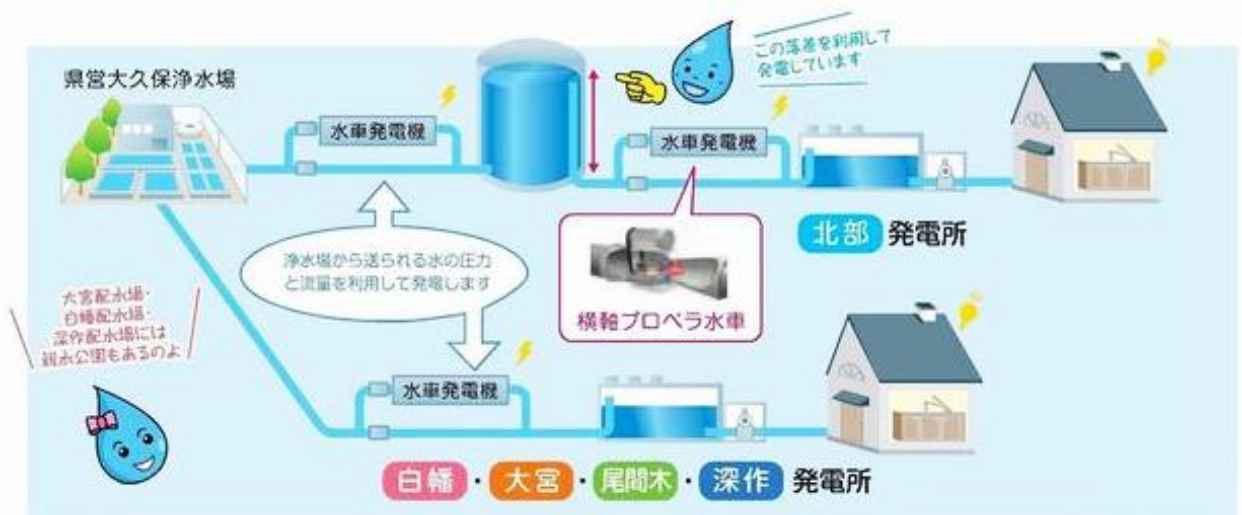 この落差を利用して
発電しています
県営大久保浄水場
水車発電機
水車発電機
北部 発電所
浄水場から送られる水の圧力
と流量を利用して発電します
横軸プロペラ水車
大宮配水場・
白幡配水場・
深作配水場には
親水公園もあるのよ
水車発電機
白幡・大宮・尾間木・深作 発電所